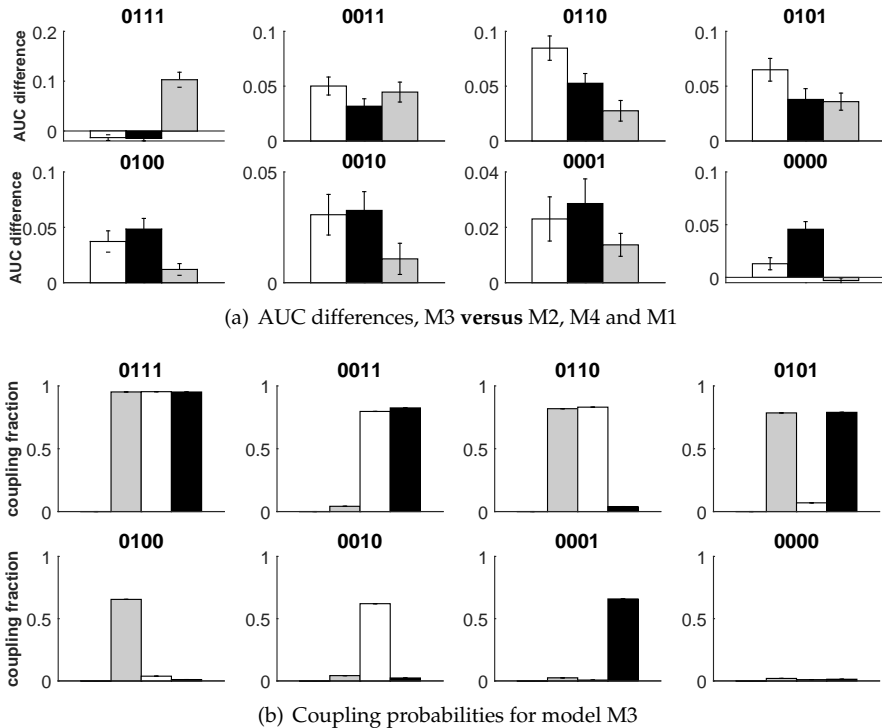 0111 0011 0110 0101
AUC difference
0.2 0.1 0
0.1 0.05 0
0.1 0.05 0
0.1 0.05 0
0100 0010 0001 0000
AUC difference
0.1 0.05 0
0.05 0
0.04 0.02 0
0.1 0.05 0
(a) AUC differences, M3 versus M2, M4 and M1
0111 0011 0110 0101
coupling fraction
1 0.5 0
1 0.5 0
1 0.5 0
1 0.5 0
0100 0010 0001 0000
coupling fraction
1 0.5 0
1 0.5 0
1 0.5 0
1 0.5 0
(b) Coupling probabilities for model M3